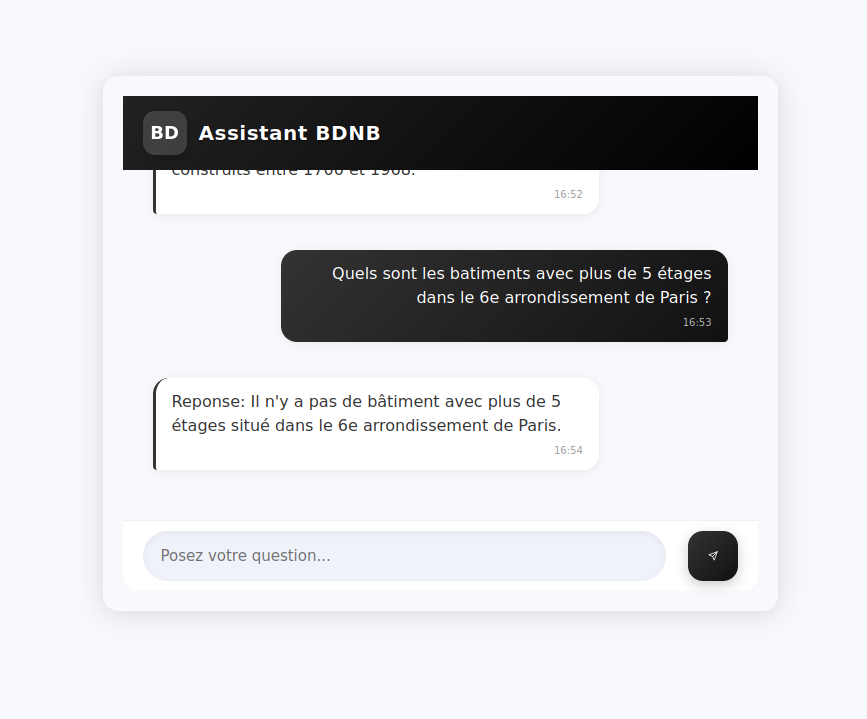 BD Assistant BDNB
construits entre 1700 et 1968.
16:52
Quels sont les batiments avec plus de 5 étages
dans le 6e arrondissement de Paris ?
16:53
Reponse: Il n'y a pas de bâtiment avec plus de 5
étages situé dans le 6e arrondissement de Paris.
16:54
Posez votre question...